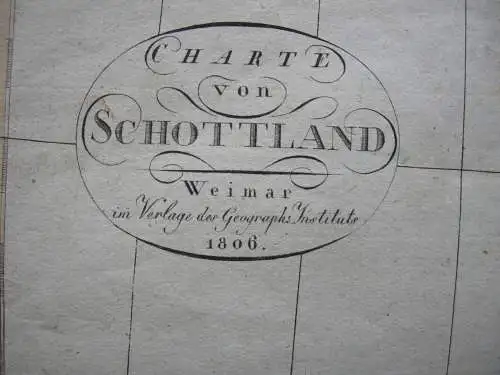 CHARTE
von
SCHOTTLAND
Weimar
im Verlage des Geograph: Instituts
1806.